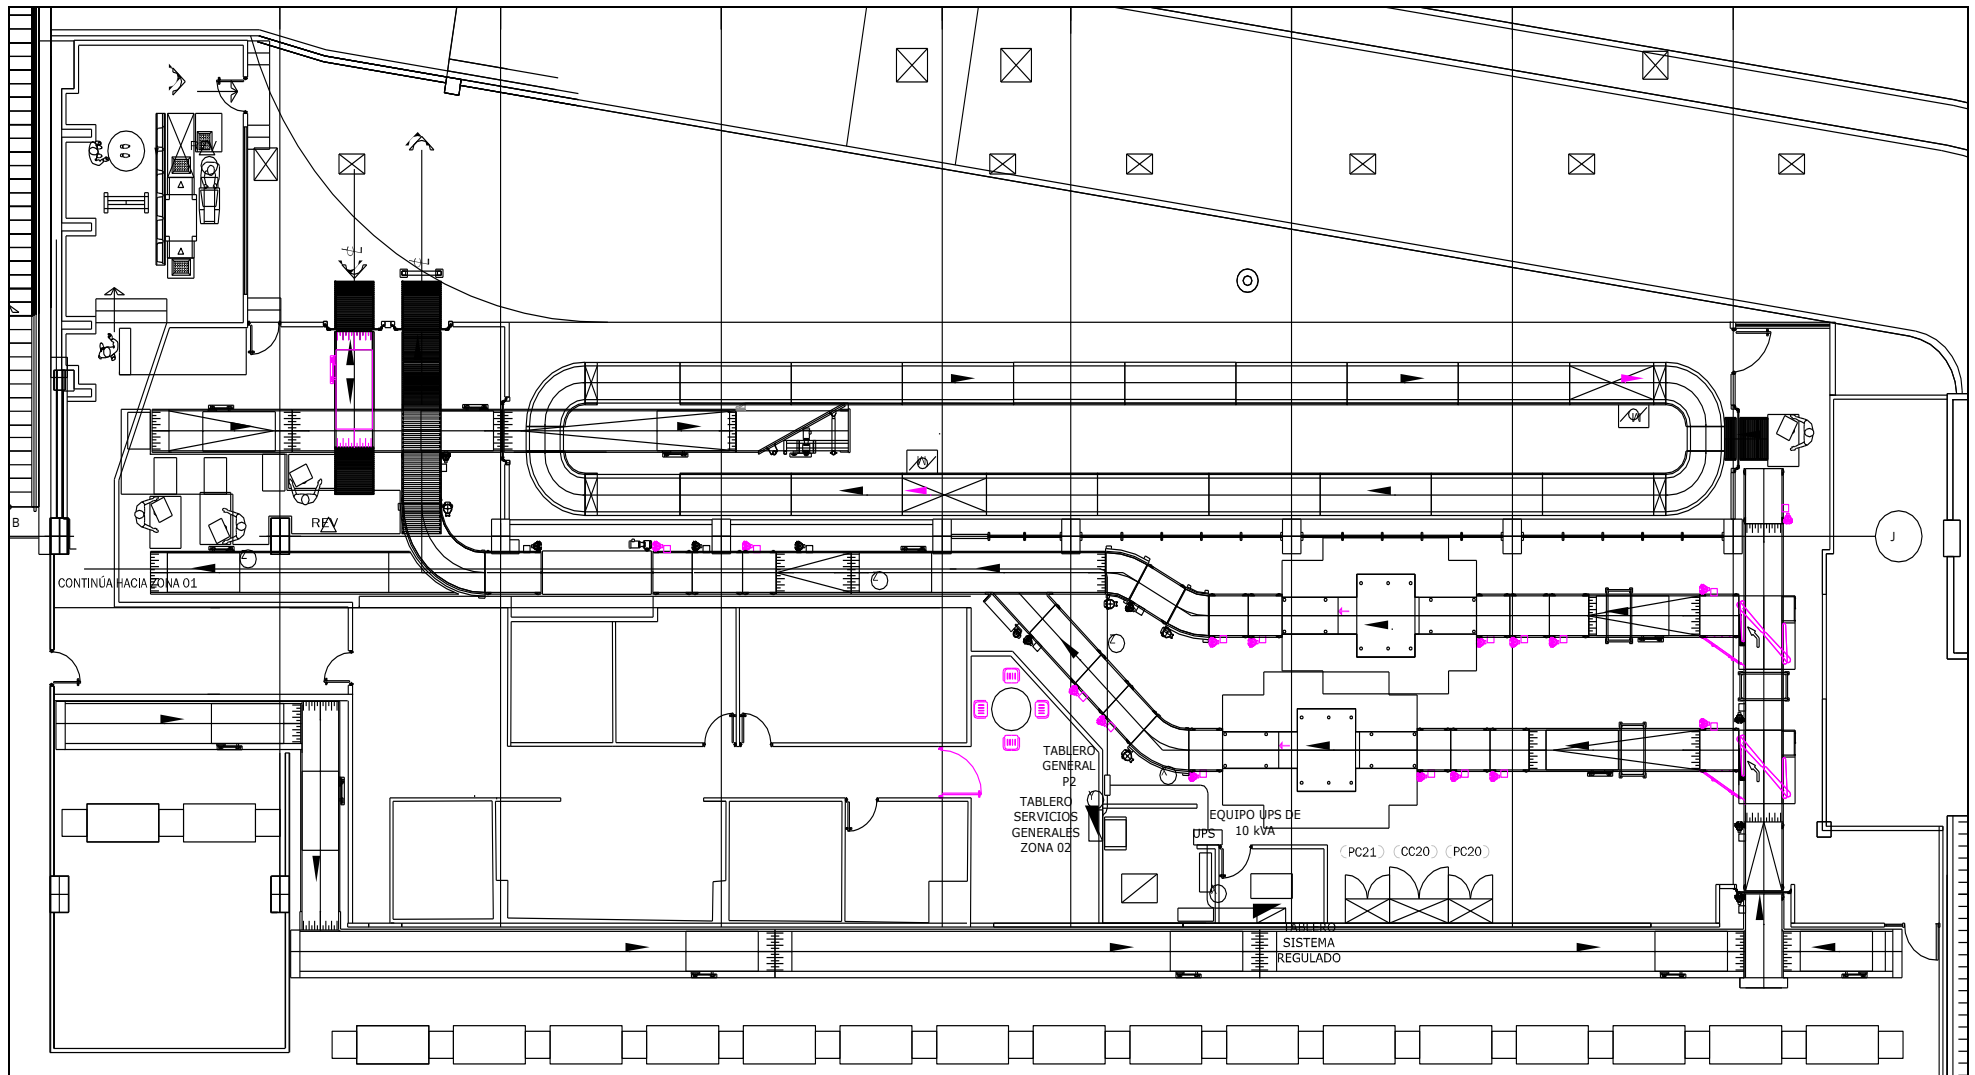 REV
B
REV
CONTINÚA HACIA ZONA 01
J
TABLERO
GENERAL
P2
TABLERO
SERVICIOS
GENERALES
ZONA 02
EQUIPO UPS DE
10 kVA
UPS
PC21
CC20
PC20
TABLERO
SISTEMA
REGULADO